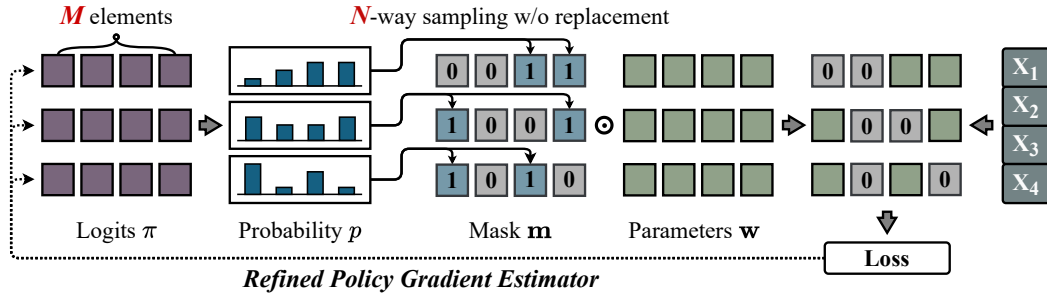 M elements
N-way sampling w/o replacement
0 0 1 1
0 0
X1
1 0 0 1
0 0
X2
X3
1 0 1 0
0 0
X4
Logits π
Probability p
Mask m
Parameters w
Loss
Refined Policy Gradient Estimator